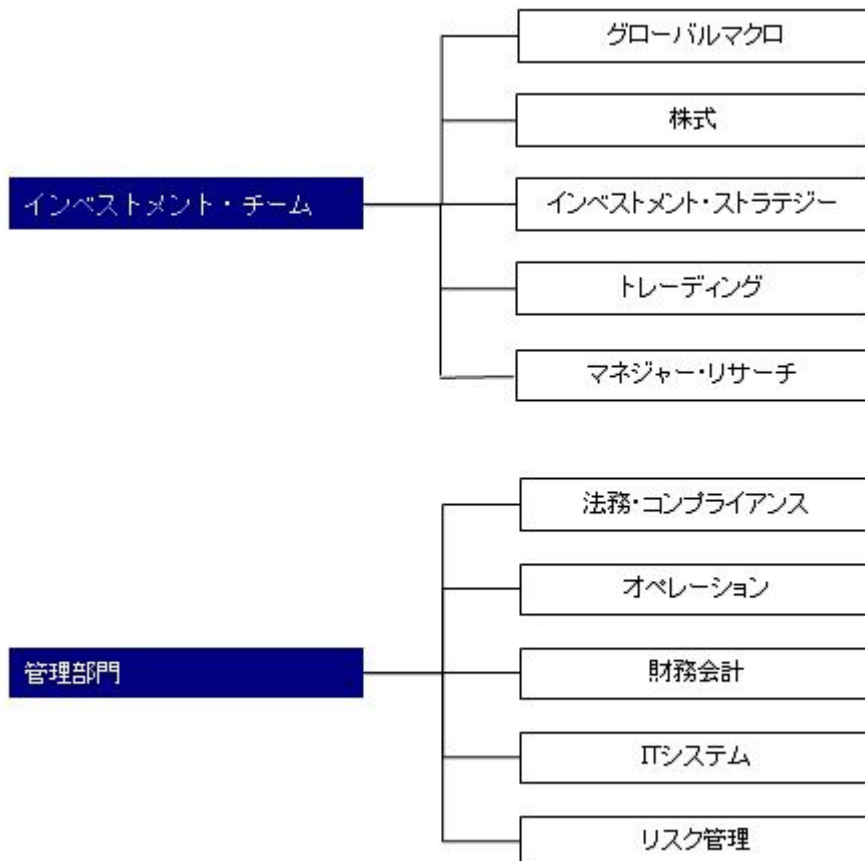 インベストメント・チーム
グローバルマクロ
株式
インベストメント・ストラテジー
トレーディング
マネジャー・リサーチ
管理部門
法務・コンプライアンス
オペレーション
財務会計
ITシステム
リスク管理